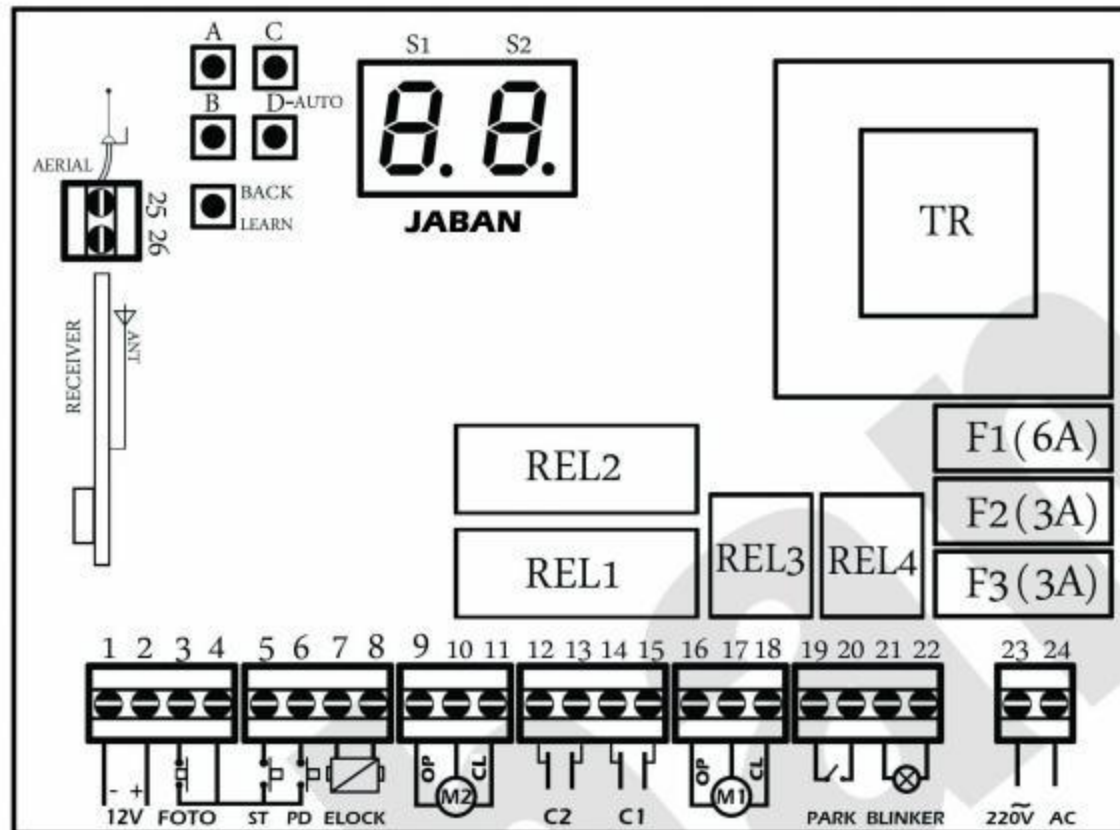 A C
S1 S2
B D-AUTO
AERIAL
25 26
BACK
LEARN
JABAN
TR
RECEIVER
ANT
REL2
REL1
REL3
REL4
F1(6A)
F2(3A)
F3(3A)
1 2 3 4 5 6 7 8 9 10 11 12 13 14 15 16 17 18 19 20 21 22 23 24
- +
OP M2 CL
OP M1 CL
12V FOTO ST PD ELOCK C2 C1 PARK BLINKER 220V ~ AC